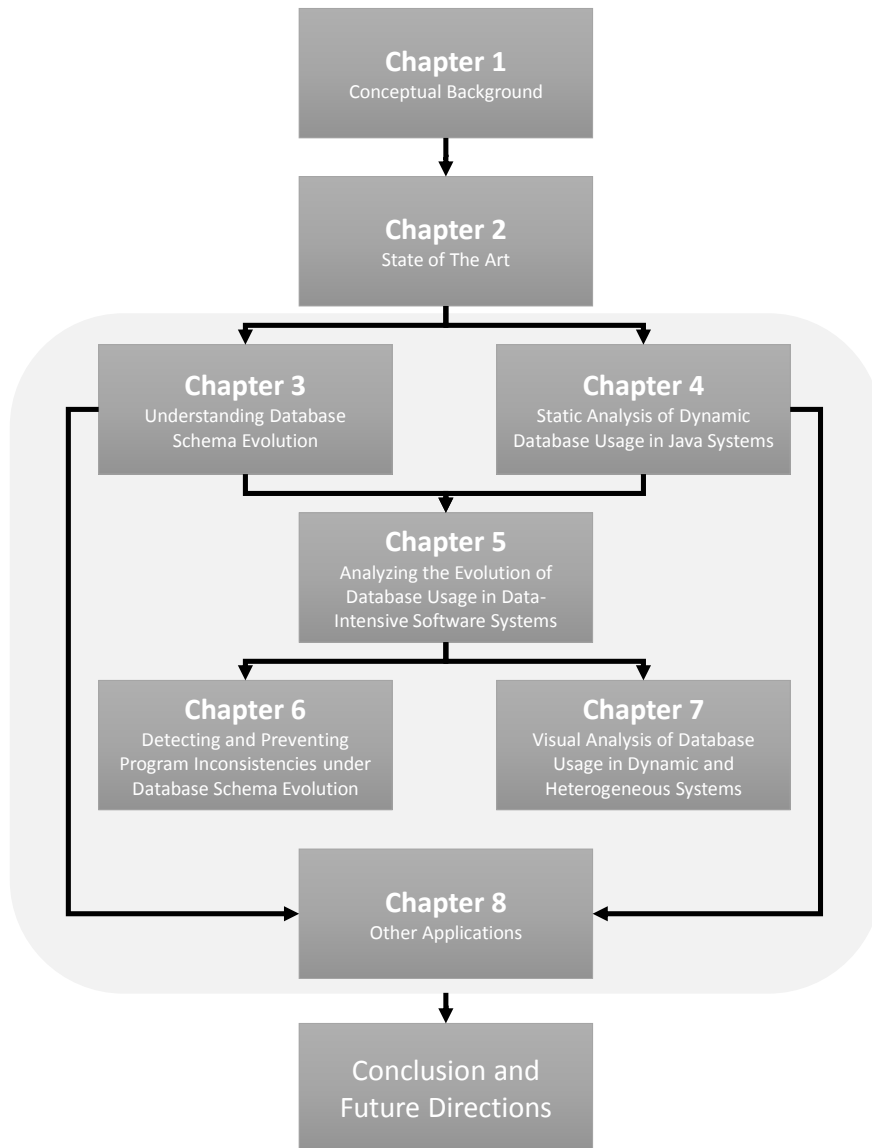 Chapter 1
Conceptual Background
Chapter 2
State of The Art
Chapter 3
Understanding Database
Schema Evolution
Chapter 4
Static Analysis of Dynamic
Database Usage in Java Systems
Chapter 5
Analyzing the Evolution of
Database Usage in Data-
Intensive Software Systems
Chapter 6
Detecting and Preventing
Program Inconsistencies under
Database Schema Evolution
Chapter 7
Visual Analysis of Database
Usage in Dynamic and
Heterogeneous Systems
Chapter 8
Other Applications
Conclusion and
Future Directions